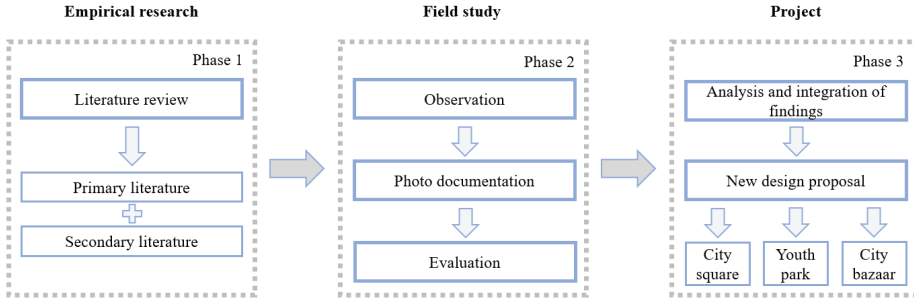 Empirical research
Phase 1
Literature review
Primary literature
Secondary literature
Field study
Phase 2
Observation
Photo documentation
Evaluation
Project
Phase 3
Analysis and integration of
findings
New design proposal
City
square
Youth
park
City
bazaar